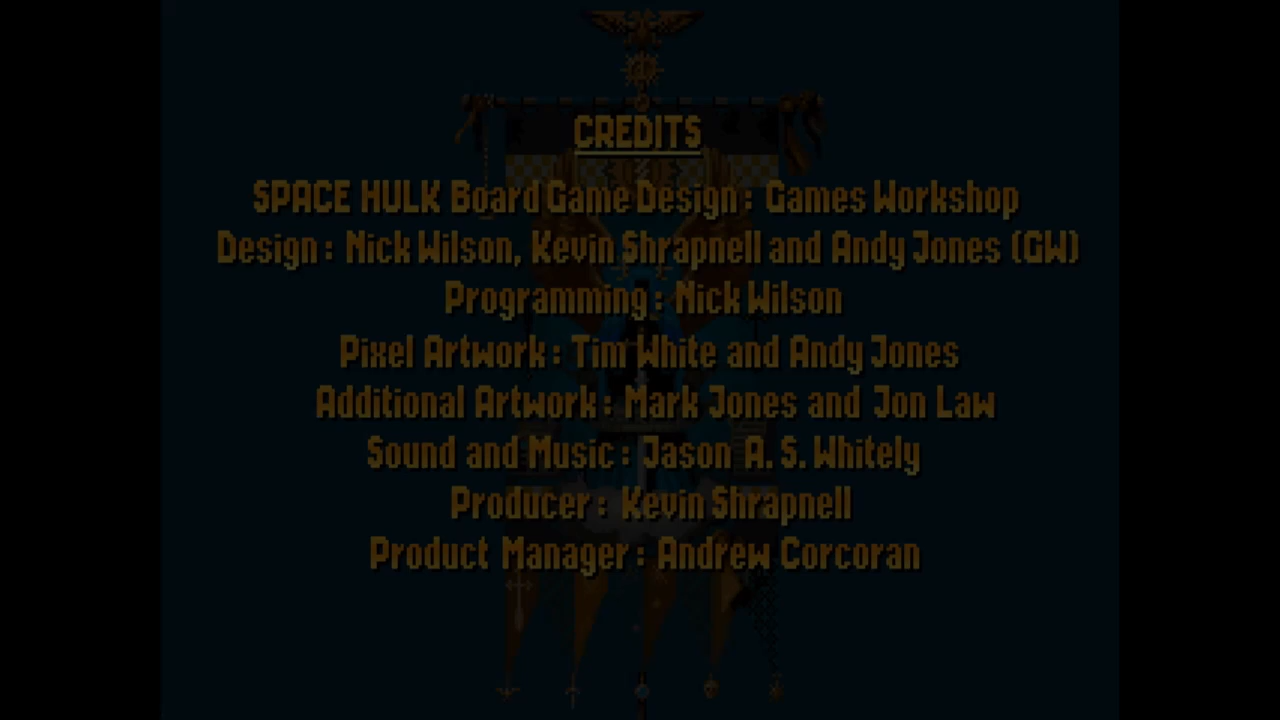 CREDITS
SPACE HULK Board Game Design : Games Workshop
Design : Nick Wilson, Kevin Shrapnell and Andy Jones (GW)
Programming : Nick Wilson
Pixel Artwork : Tim White and Andy Jones
Additional Artwork : Mark Jones and Jon Law
Sound and Music : Jason A. S. Whitely
Producer : Kevin Shrapnell
Product Manager : Andrew Corcoran